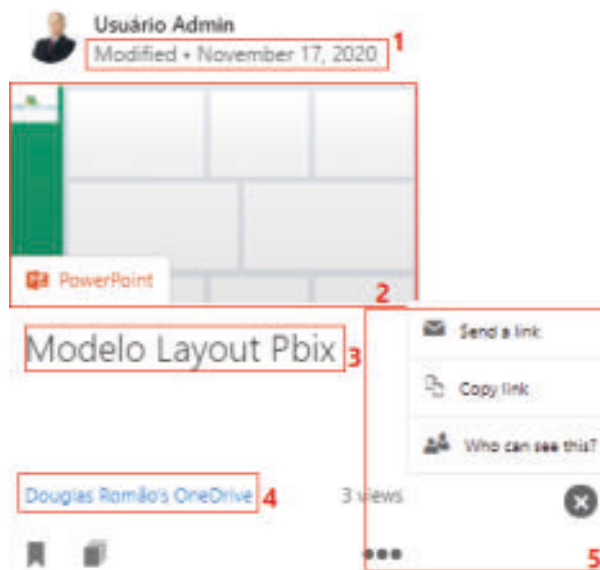 Usuário Admin
Modified • November 17, 2020 1
PowerPoint
2
Modelo Layout Pbix 3
Send a link
Copy link
Who can see this?
Douglas Romão's OneDrive 4
3 views
5